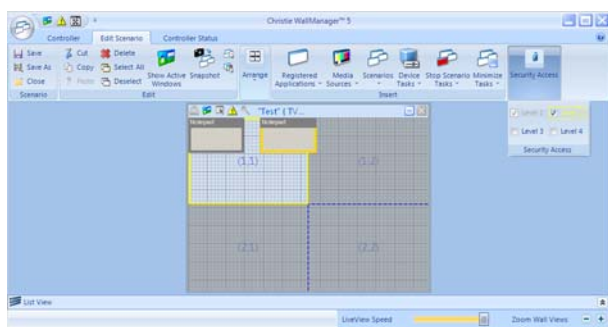 Christie WallManager™ 5
Controller Edit Scenario Controller Status
Save Cut Delete
Save As Copy Select All Show Active Windows Snapshot Arrange Registered Applications Media Sources Scenarios Device Tasks Stop Scenario Tasks Minimize Tasks Security Access
Close Paste Deselect
Scenario Edit Insert
"Test" ( TV...
Notepad Notepad
Level 3 Level 4
Security Access
(1,1) (1,2)
(2,1) (2,2)
List View
LiveView Speed Zoom Wall Views